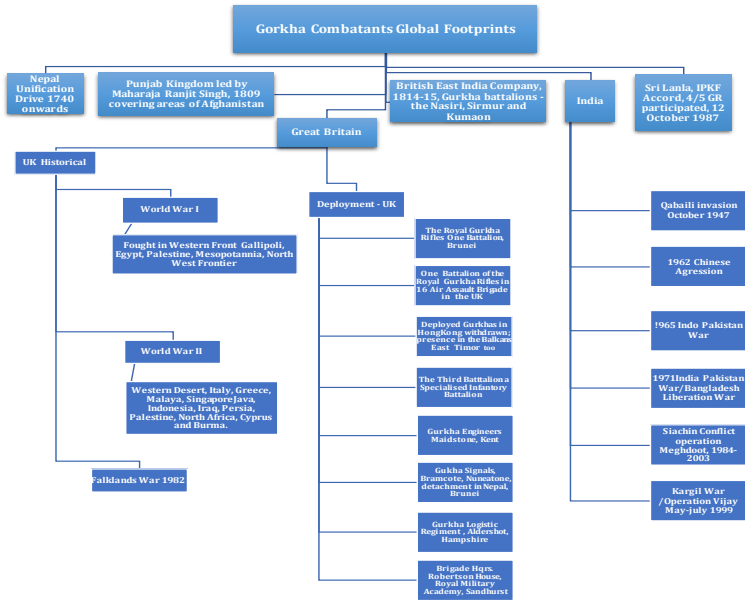 Gorkha Combatants Global Footprints
Nepal
Unification
Drive 1740
onwards
Punjab Kingdom led by
Maharaja Ranjit Singh, 1809
covering areas of Afghanistan
British East India Company,
1814-15, Gurkha battalions -
the Nasiri, Sirmur and
Kumaon
India
Sri Lanla, IPKF
Accord, 4/5 GR
participated, 12
October 1987
Great Britain
UK Historical
World War I
Fought in Western Front Gallipoli,
Egypt, Palestine, Mesopotannia, North
West Frontier
World War II
Western Desert, Italy, Greece,
Malaya, SingaporeJava,
Indonesia, Iraq, Persia,
Palestine, North Africa, Cyprus
and Burma.
Falklands War 1982
Deployment - UK
The Royal Gurkha
Rifles One Battalion,
Brunei
One Battalion of the
Royal Gurkha Rifles in
16 Air Assault Brigade
in the UK
Deployed Gurkhas in
HongKong withdrawn;
presence in the Balkans
East Timor too
The Third Batttalion a
Specialised Infantory
Battalion
Gurkha Engineers
Maidstone, Kent
Gukha Signals,
Bramcote, Nuneatone,
detachment in Nepal,
Brunei
Gurkha Logistic
Regiment , Aldershot,
Hampshire
Brigade Hqrs.
Robertson House,
Royal Military
Academy, Sandhurst
Qabaili invasion
October 1947
1962 Chinese
Agression
!965 Indo Pakistan
War
1971India Pakistan
War/Bangladesh
Liberation War
Siachin Conflict
operation
Meghdoot, 1984-
2003
Kargil War
/Operation Vijay
May-july 1999